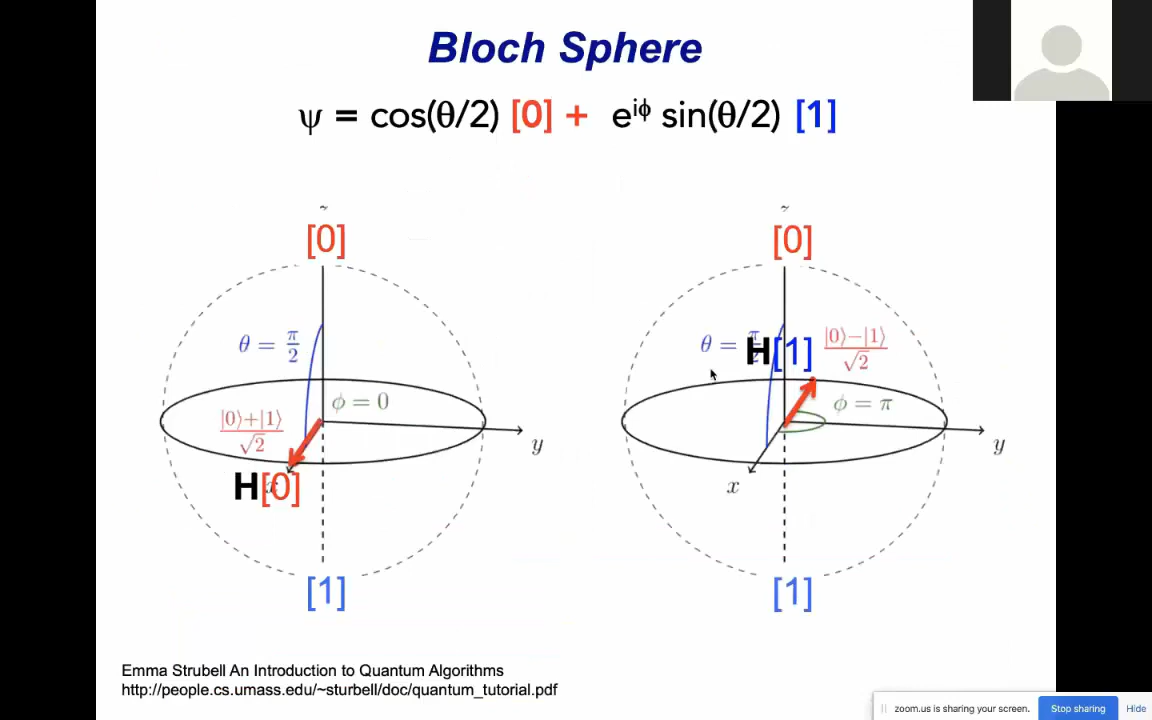 Bloch Sphere
ψ = cos(θ/2) [0] + e^{iϕ} sin(θ/2) [1]
[0]
θ = π/2
ϕ = 0
|0⟩+|1⟩/√2
y
H[0]
[1]
[0]
θ =
H[1]
|0⟩−|1⟩/√2
ϕ = π
y
x
[1]
Emma Strubell An Introduction to Quantum Algorithms
http://people.cs.umass.edu/~sturbell/doc/quantum_tutorial.pdf
zoom.us is sharing your screen.
Stop sharing
Hide